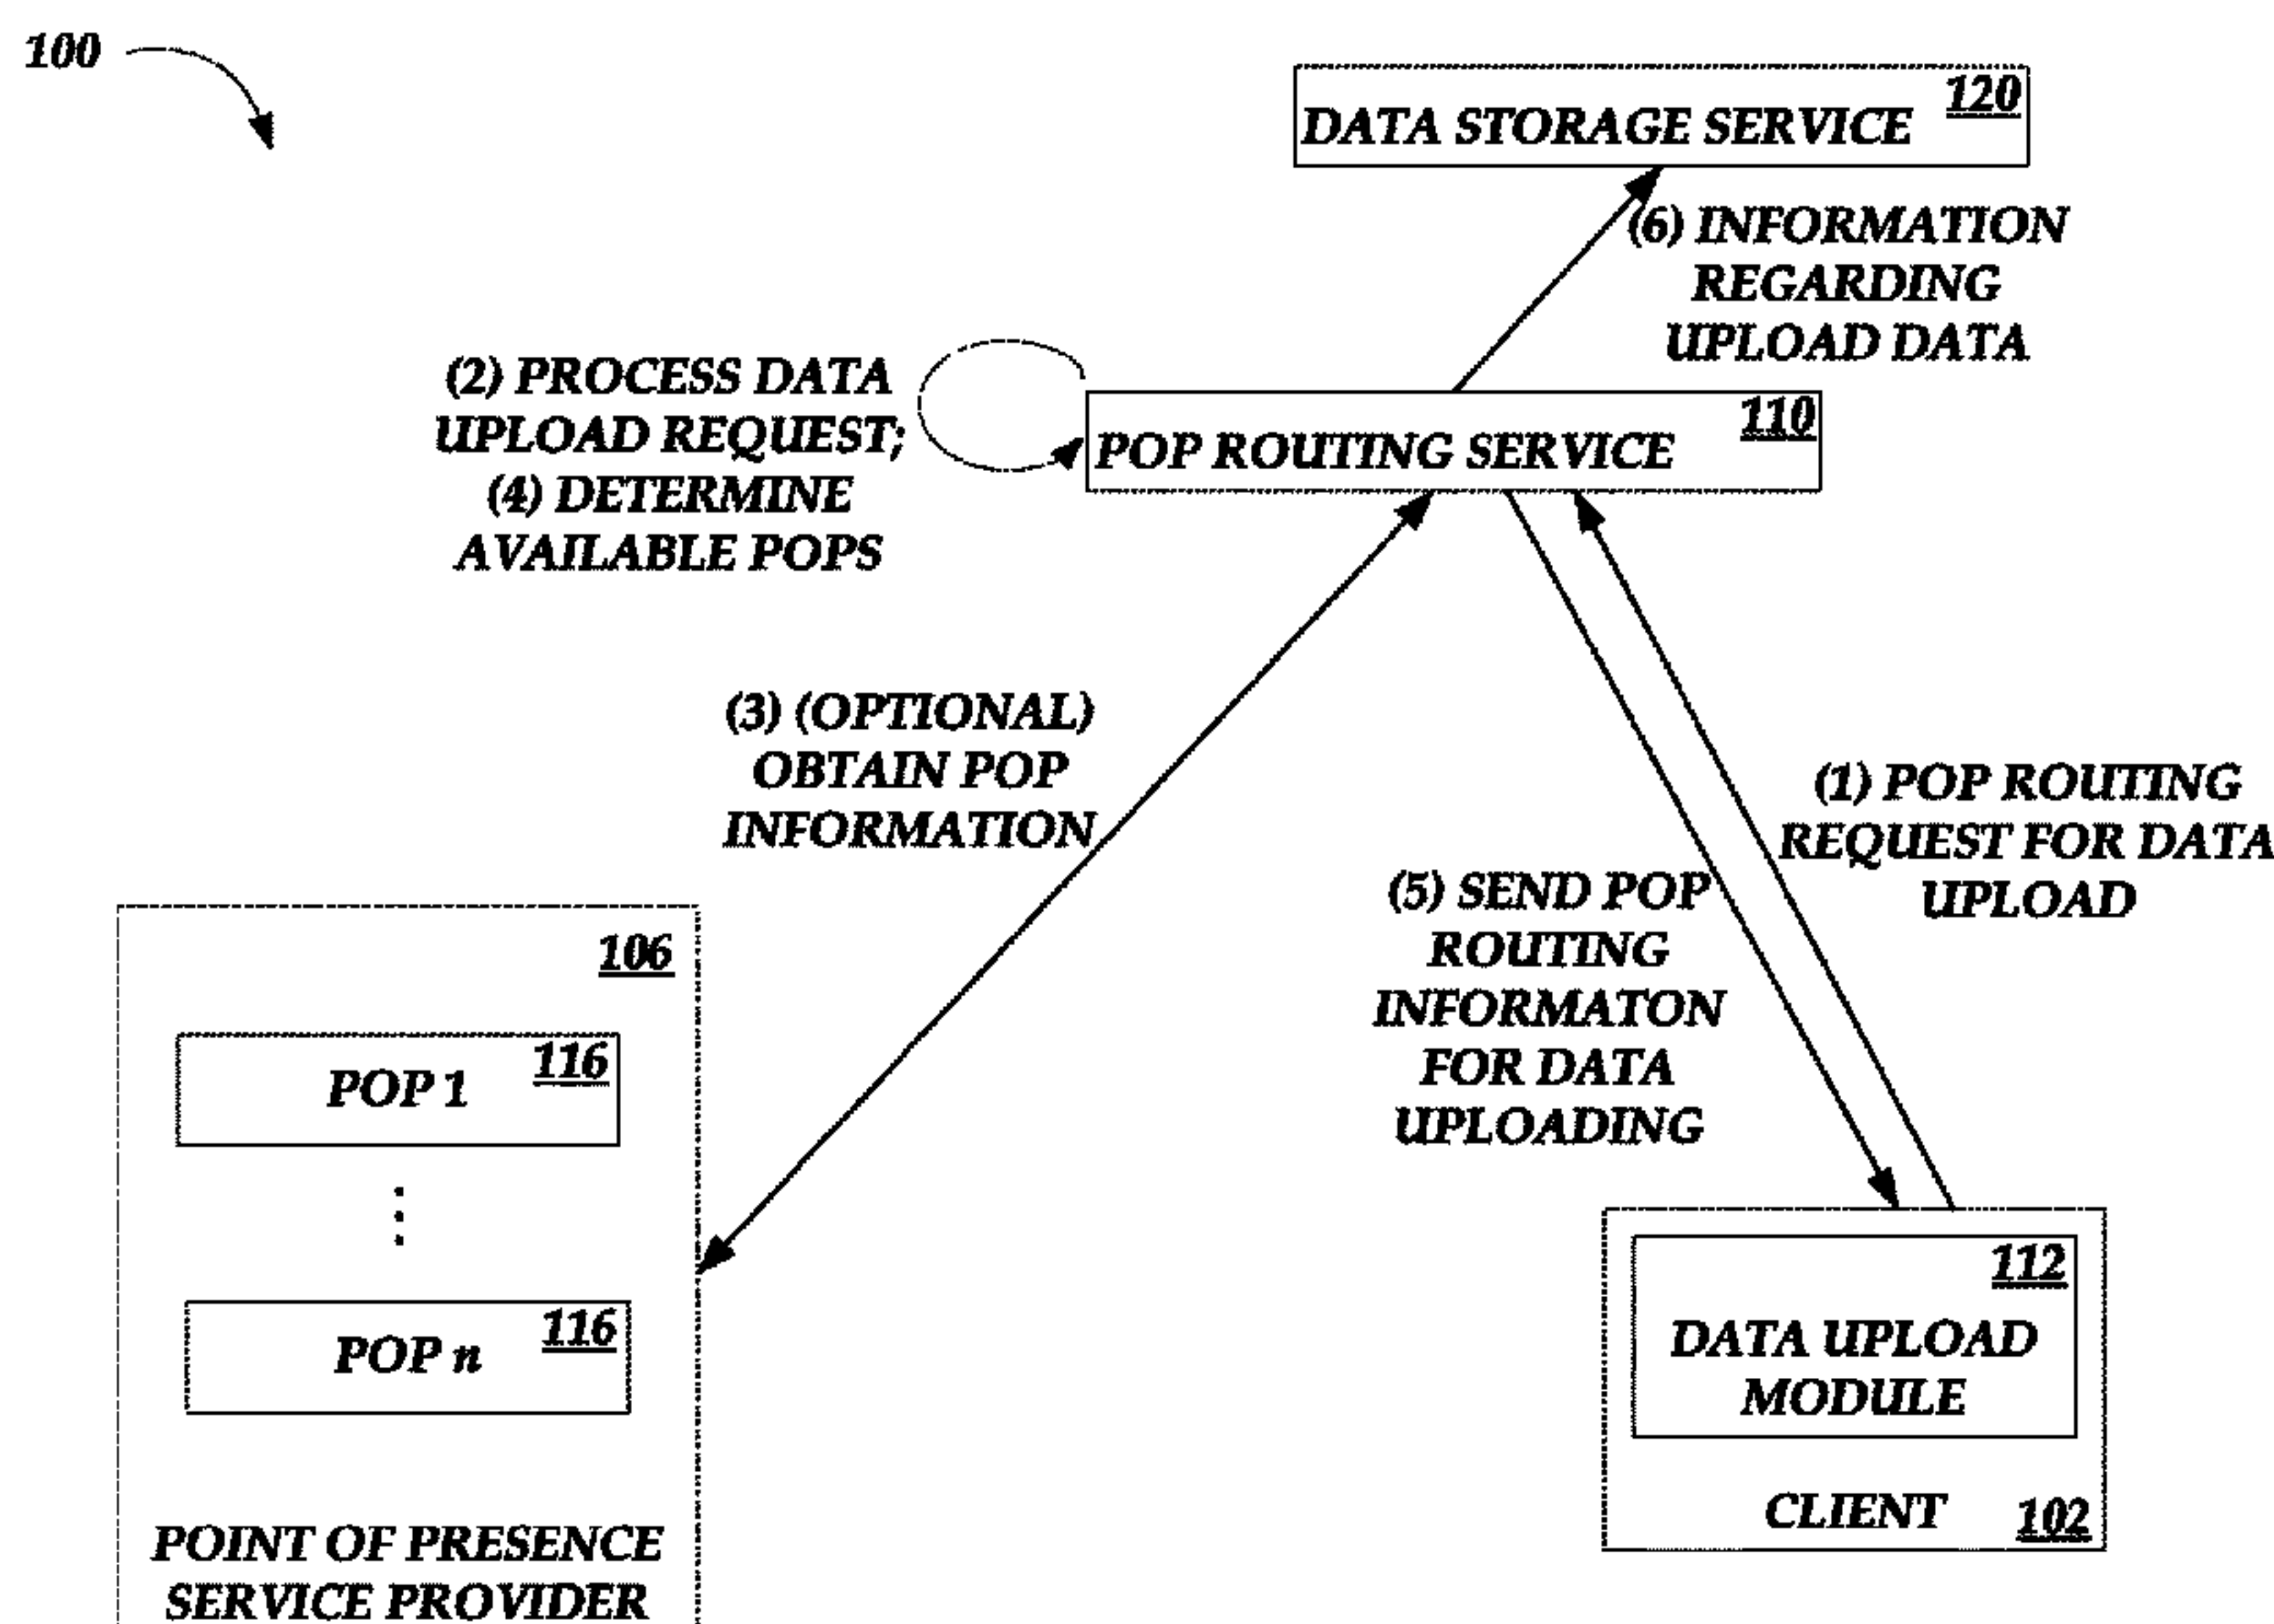 100
120
DATA STORAGE SERVICE
(6) INFORMATION
REGARDING
UPLOAD DATA
(2) PROCESS DATA
UPLOAD REQUEST;
(4) DETERMINE
AVAILABLE POPS
110
POP ROUTING SERVICE
(3) (OPTIONAL)
OBTAIN POP
INFORMATION
(1) POP ROUTING
REQUEST FOR DATA
UPLOAD
(5) SEND POP
ROUTING
INFORMATON
FOR DATA
UPLOADING
106
116
POP 1
116
POP n
POINT OF PRESENCE
SERVICE PROVIDER
112
DATA UPLOAD
MODULE
CLIENT
102